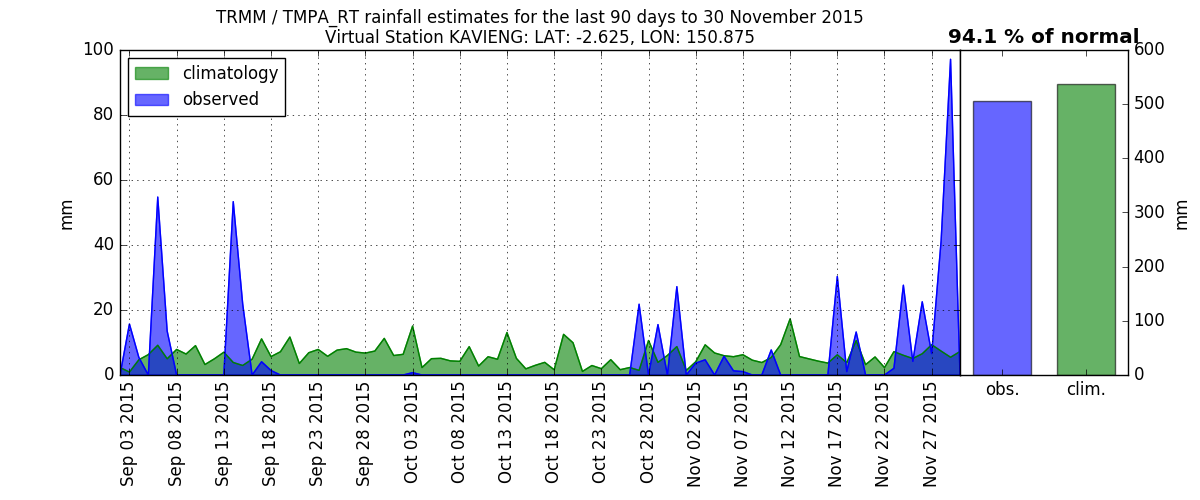 TRMM / TMPA_RT rainfall estimates for the last 90 days to 30 November 2015
Virtual Station KAVIENG: LAT: -2.625, LON: 150.875
94.1 % of normal
climatology
observed
100
80
60
40
20
0
mm
600
500
400
300
200
100
0
mm
Sep 03 2015
Sep 08 2015
Sep 13 2015
Sep 18 2015
Sep 23 2015
Sep 28 2015
Oct 03 2015
Oct 08 2015
Oct 13 2015
Oct 18 2015
Oct 23 2015
Oct 28 2015
Nov 02 2015
Nov 07 2015
Nov 12 2015
Nov 17 2015
Nov 22 2015
Nov 27 2015
obs.
clim.